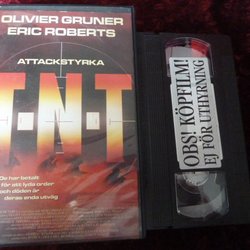 OLIVIER GRUNER
ERIC ROBERTS
ATTACKSTYRKA
T·N·T
De har betalt
för att lyda order
och döden är
deras enda utväg
OBS! KÖPFILM!
EJ FÖR UTHYRNING